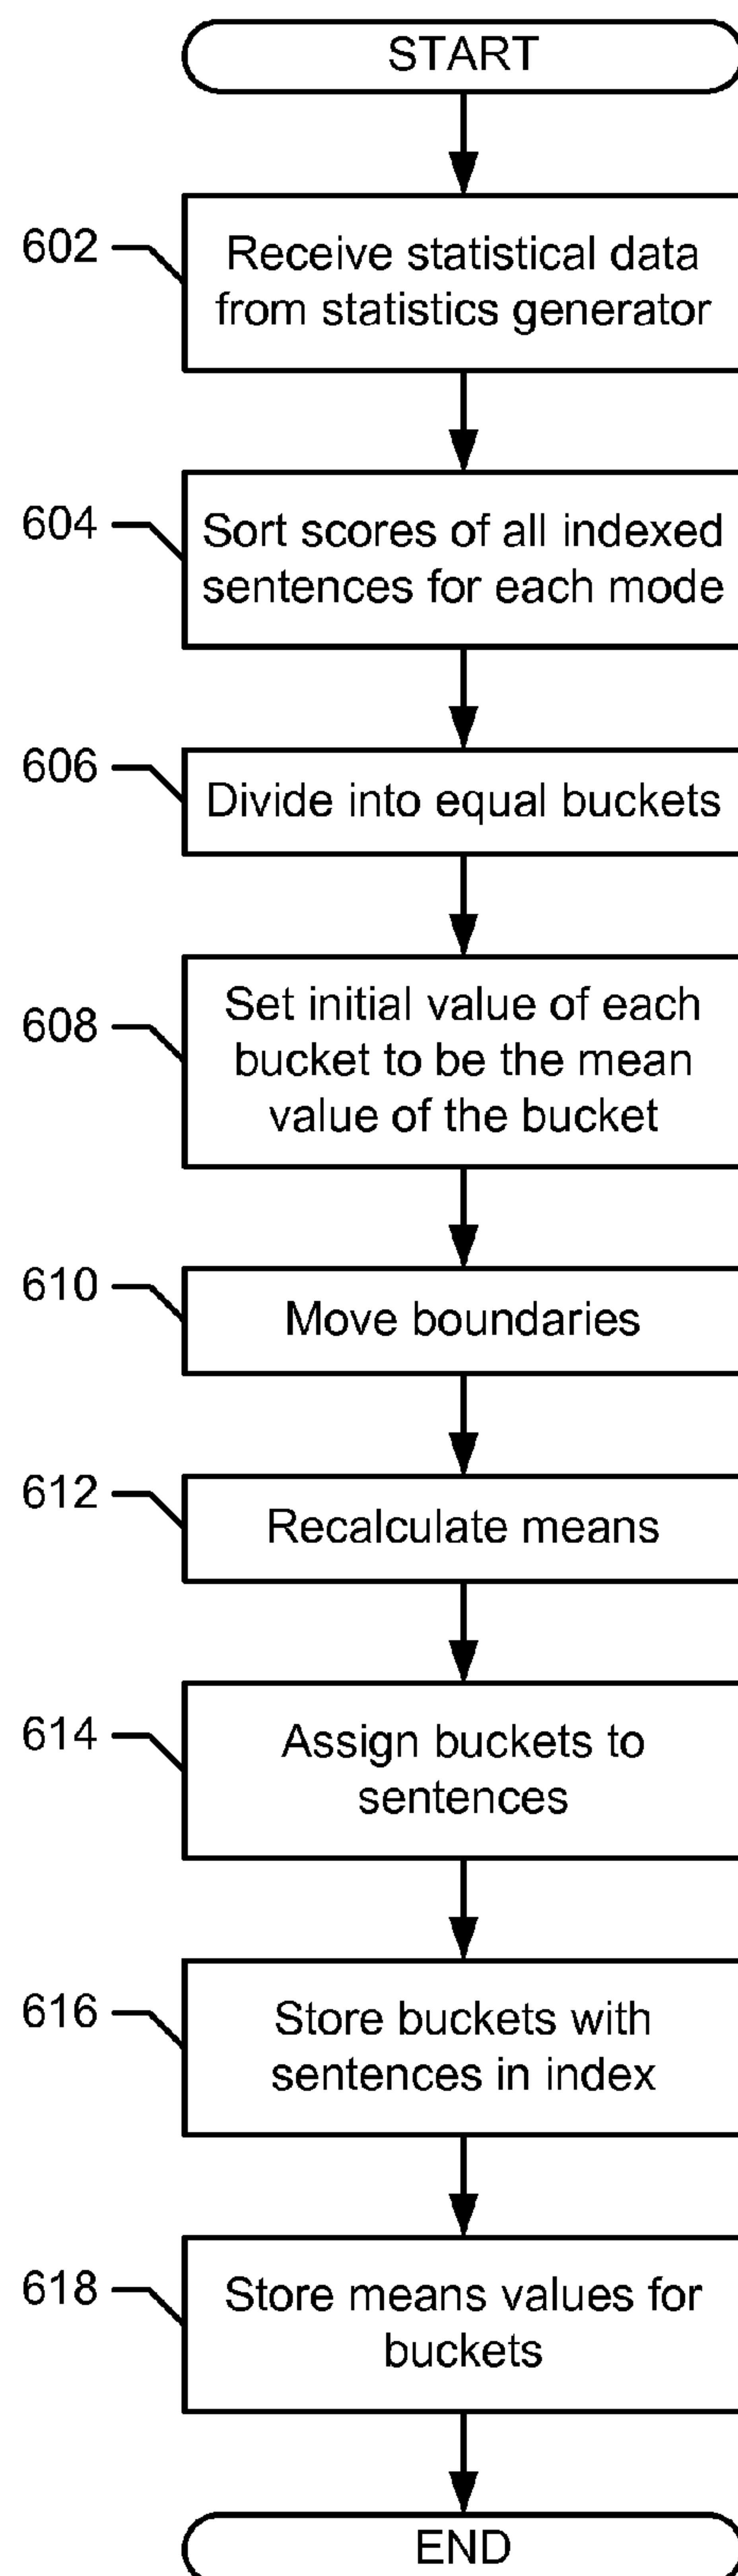 START
602
Receive statistical data
from statistics generator
604
Sort scores of all indexed
sentences for each mode
606
Divide into equal buckets
608
Set initial value of each
bucket to be the mean
value of the bucket
610
Move boundaries
612
Recalculate means
614
Assign buckets to
sentences
616
Store buckets with
sentences in index
618
Store means values for
buckets
END